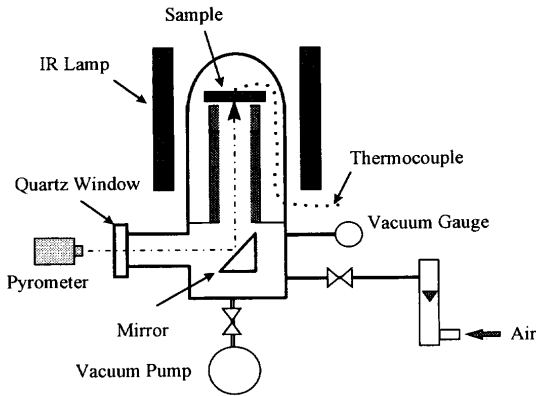 Sample
IR Lamp
Thermocouple
Quartz Window
Vacuum Gauge
Pyrometer
Mirror
Air
Vacuum Pump